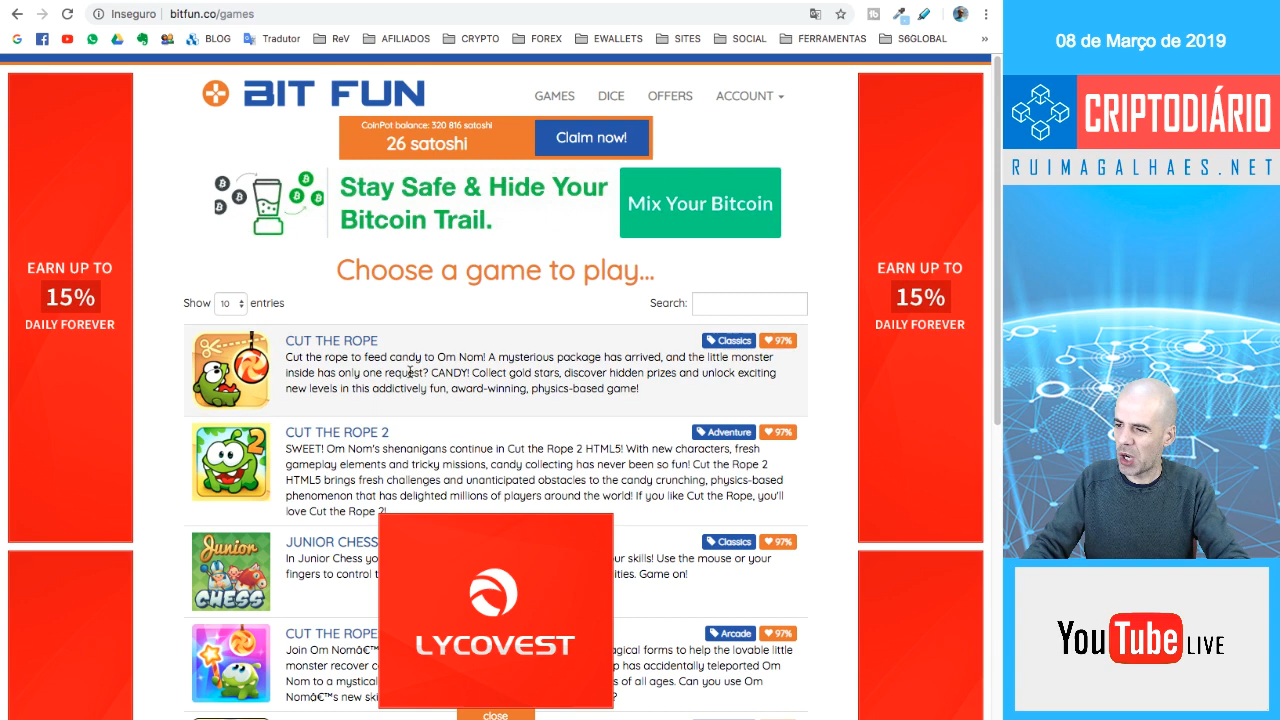 Inseguro | bitfun.co/games
BLOG
Tradutor
ReV
AFILIADOS
CRYPTO
FOREX
EWALLETS
SITES
SOCIAL
FERRAMENTAS
S6GLOBAL
»
BIT FUN
GAMES
DICE
OFFERS
ACCOUNT
CoinPot balance: 320 816 satoshi
26 satoshi
Claim now!
Stay Safe & Hide Your
Bitcoin Trail.
Mix Your Bitcoin
Choose a game to play...
Show 10 entries
Search:
CUT THE ROPE
Classics
97%
Cut the rope to feed candy to Om Nom! A mysterious package has arrived, and the little monster
inside has only one request? CANDY! Collect gold stars, discover hidden prizes and unlock exciting
new levels in this addictively fun, award-winning, physics-based game!
2
CUT THE ROPE 2
Adventure
97%
SWEET! Om Nom's shenanigans continue in Cut the Rope 2 HTML5! With new characters, fresh
gameplay elements and tricky missions, candy collecting has never been so fun! Cut the Rope 2
HTML5 brings fresh challenges and unanticipated obstacles to the candy crunching, physics-based
phenomenon that has delighted millions of players around the world! If you like Cut the Rope, you'll
love Cut the Rope 2!
Junior
CHESS
JUNIOR CHESS
Classics
97%
In Junior Chess yo
ur skills! Use the mouse or your
fingers to control t
ities. Game on!
CUT THE ROPE
Arcade
97%
Join Om Nomâ€™
agical forms to help the lovable little
monster recover c
p has accidentally teleported Om
Nom to a mystical
s of all ages. Can you use Om
Nomâ€™s new ski
?
LYCOVEST
close
EARN UP TO
15%
DAILY FOREVER
EARN UP TO
15%
DAILY FOREVER
08 de Março de 2019
CRIPTODIÁRIO
RUIMAGALHAES.NET
YouTube LIVE